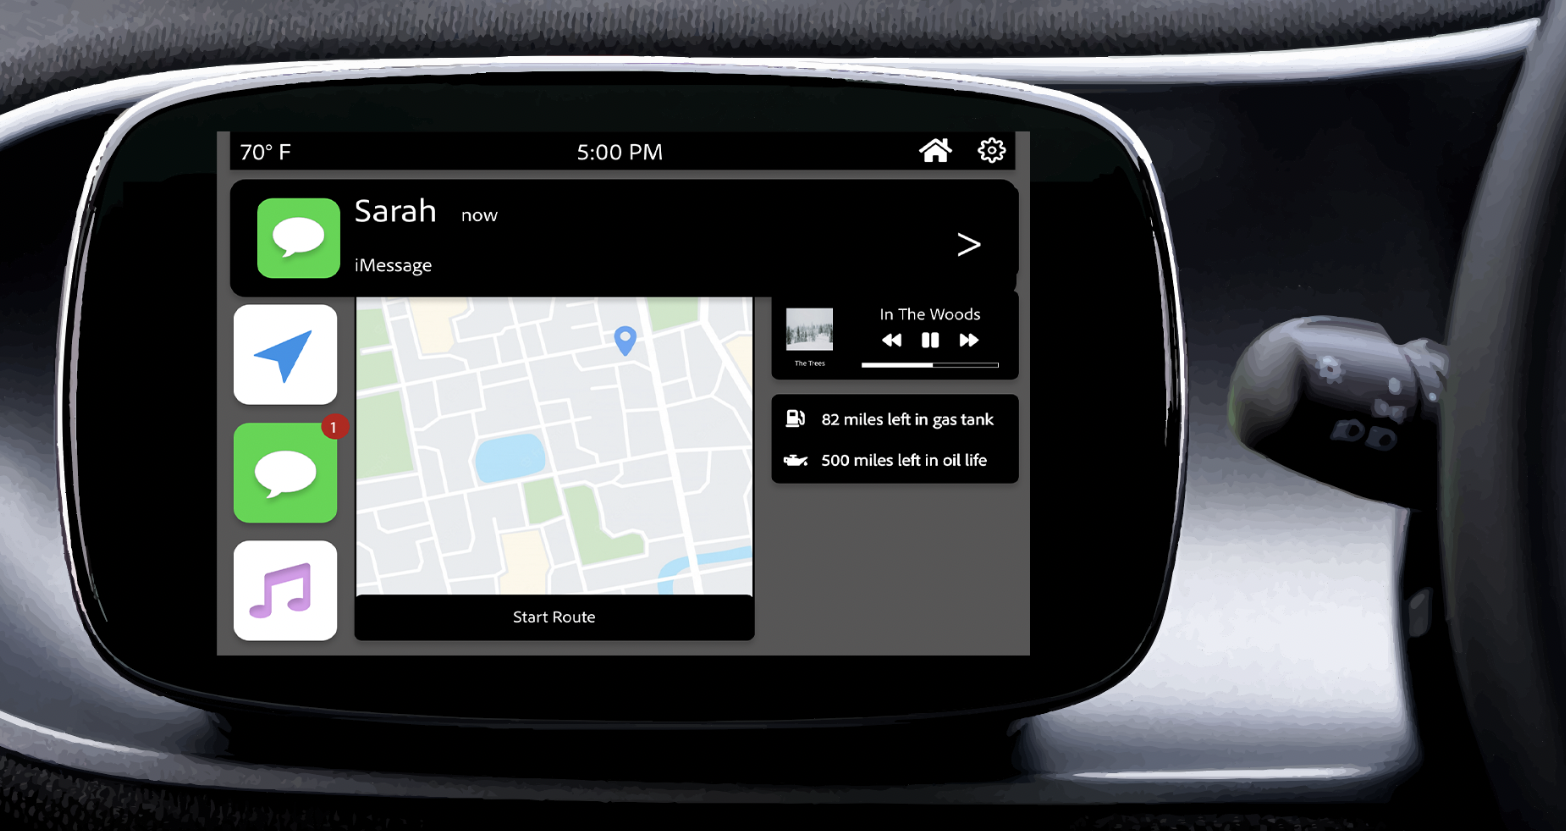 70° F
5:00 PM
Sarah now
iMessage
>
In The Woods
The Trees
82 miles left in gas tank
1
500 miles left in oil life
Start Route